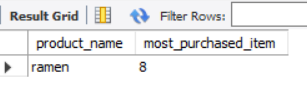 Result Grid Filter Rows:
product_name most_purchased_item
ramen 8